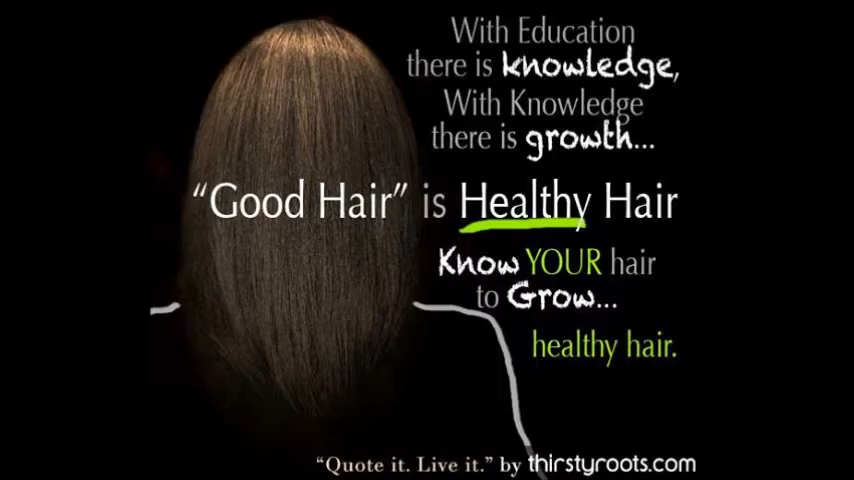 With Education
there is knowledge,
With Knowledge
there is growth...
“Good Hair” is Healthy Hair
Know YOUR hair
to Grow...
healthy hair.
“Quote it. Live it.” by thirstyroots.com